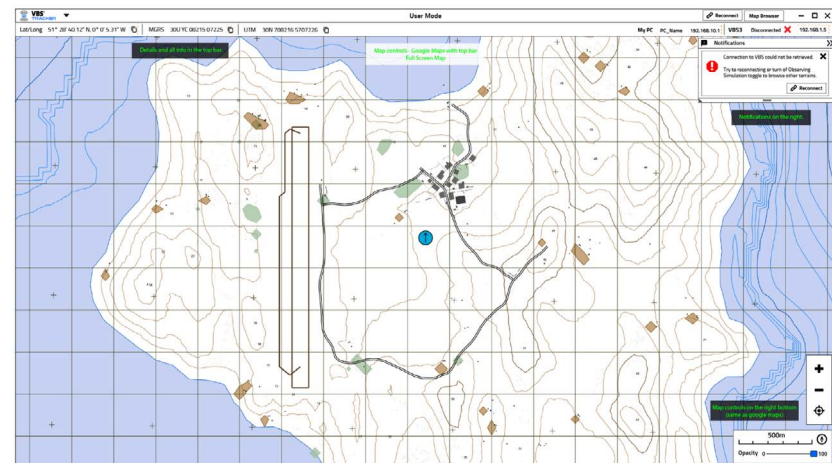 VBS®
TRACKER
User Mode
Reconnect
Map Browser
Lat/Long 51° 28' 40.12" N, 0° 0' 5.31" W
MGRS 30U YC 08215 07225
UTM 30N 708216 5707226
My PC PC_Name 192.168.10.1
VBS3 Disconnected 192.168.1.5
Details and all info in the top bar
Map controls - Google Maps with top bar
Full Screen Map
Notifications
Connection to VBS could not be retrieved.
Try to reconnecting or turn of Observing
Simulation toggle to browse other terrains.
Reconnect
Notifications on the right.
Map controls on the right bottom
(same as google maps)
500m
Opacity 0 100